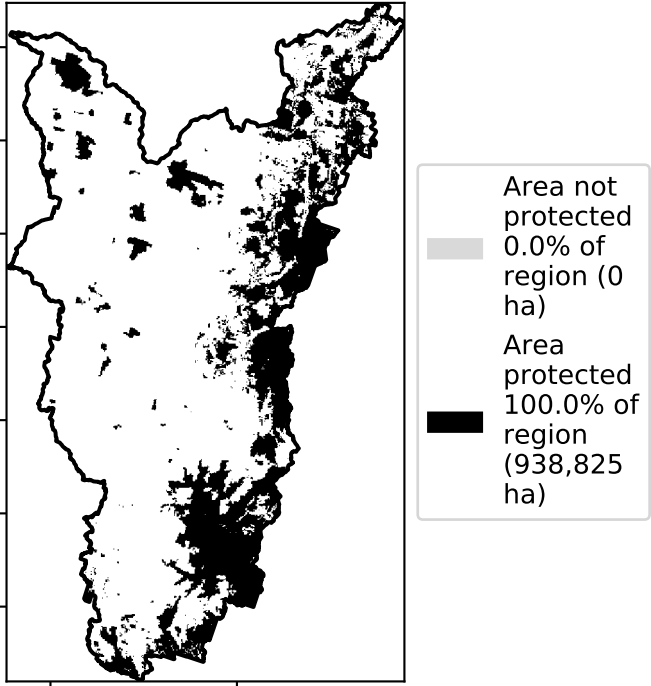 Area not
protected
0.0% of
region (0
ha)
Area
protected
100.0% of
region
(938,825
ha)